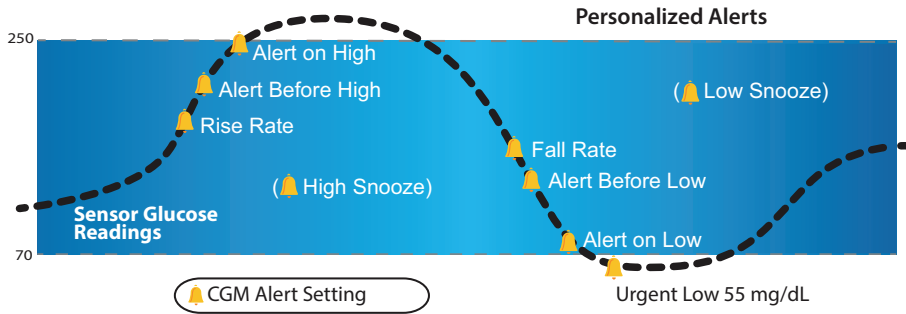 Personalized Alerts
250
Alert on High
Alert Before High
(Low Snooze)
Rise Rate
Fall Rate
(High Snooze)
Alert Before Low
Sensor Glucose
Readings
Alert on Low
70
CGM Alert Setting
Urgent Low 55 mg/dL